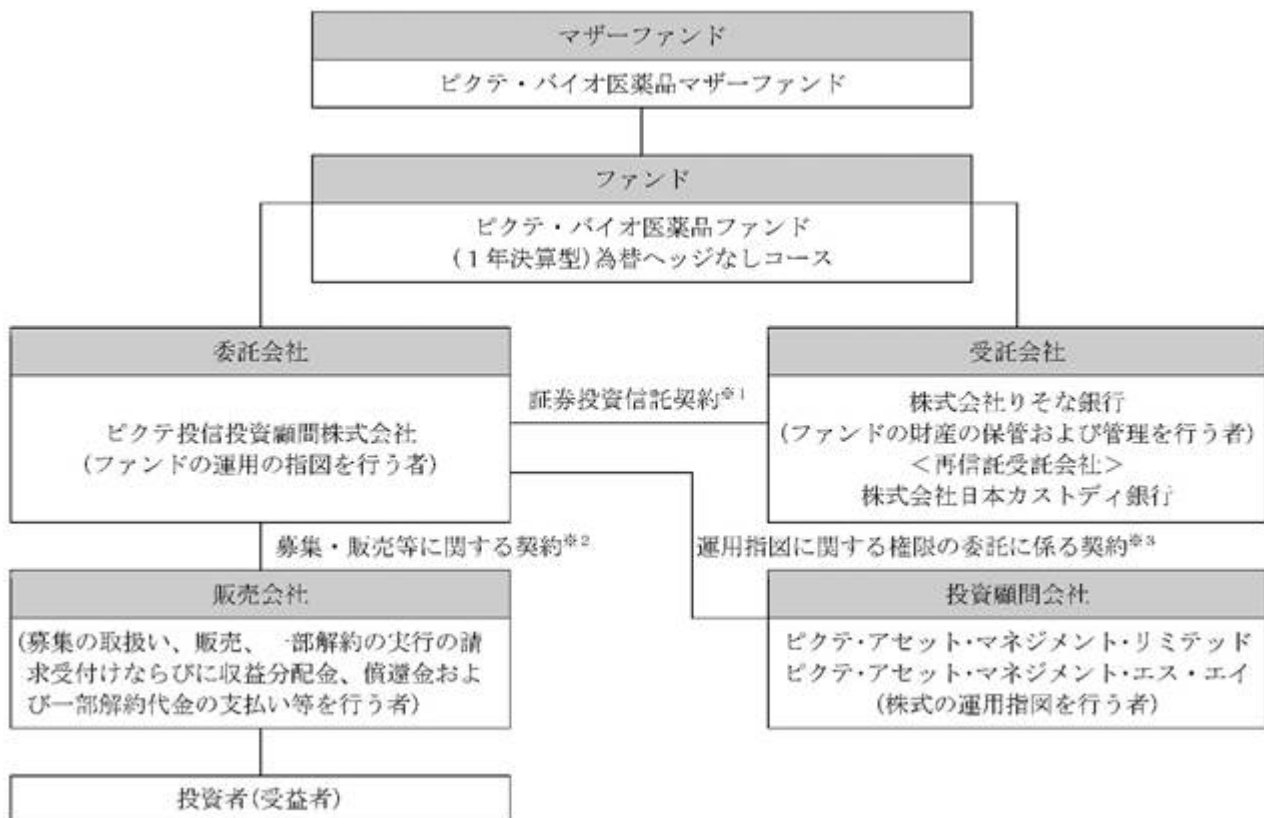 マザーファンド
ピクテ・バイオ医薬品マザーファンド
ファンド
ピクテ・バイオ医薬品ファンド
(1年決算型)為替ヘッジなしコース
委託会社
ピクテ投信投資顧問株式会社
(ファンドの運用の指図を行う者)
証券投資信託契約※1
受託会社
株式会社りそな銀行
(ファンドの財産の保管および管理を行う者)
<再信託受託会社>
株式会社日本カストディ銀行
募集・販売等に関する契約※2
運用指図に関する権限の委託に係る契約※3
販売会社
(募集の取扱い、販売、一部解約の実行の請
求受付けならびに収益分配金、償還金およ
び一部解約代金の支払い等を行う者)
投資顧問会社
ピクテ・アセット・マネジメント・リミテッド
ピクテ・アセット・マネジメント・エス・エイ
(株式の運用指図を行う者)
投資者(受益者)